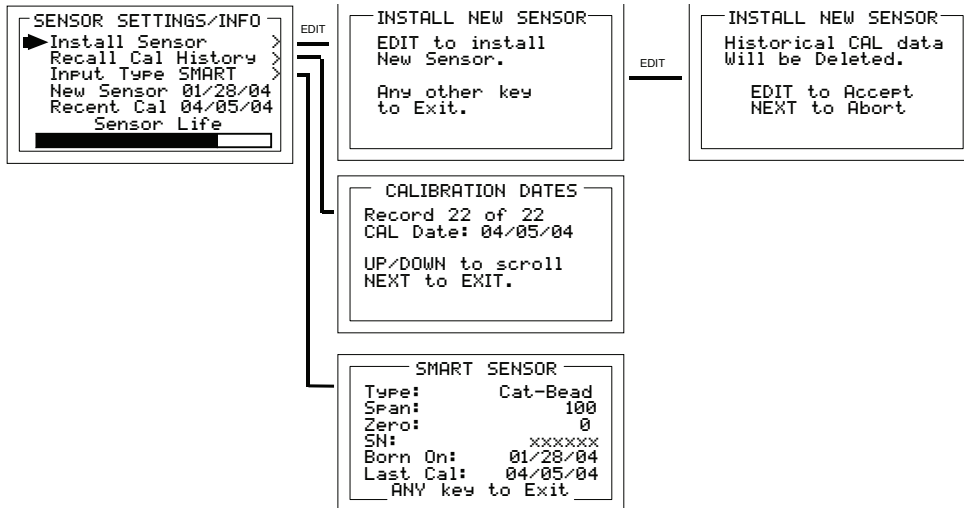 SENSOR SETTINGS/INFO
Install Sensor >
Recall Cal History >
Input Type SMART >
New Sensor 01/28/04
Recent Cal 04/05/04
Sensor Life
EDIT
INSTALL NEW SENSOR
EDIT to install
New Sensor.
Any other key
to Exit.
EDIT
INSTALL NEW SENSOR
Historical CAL data
Will be Deleted.
EDIT to Accept
NEXT to Abort
CALIBRATION DATES
Record 22 of 22
CAL Date: 04/05/04
UP/DOWN to scroll
NEXT to EXIT.
SMART SENSOR
Type: Cat-Bead
Span: 100
Zero: 0
SN: xxxxxx
Born On: 01/28/04
Last Cal: 04/05/04
ANY key to Exit